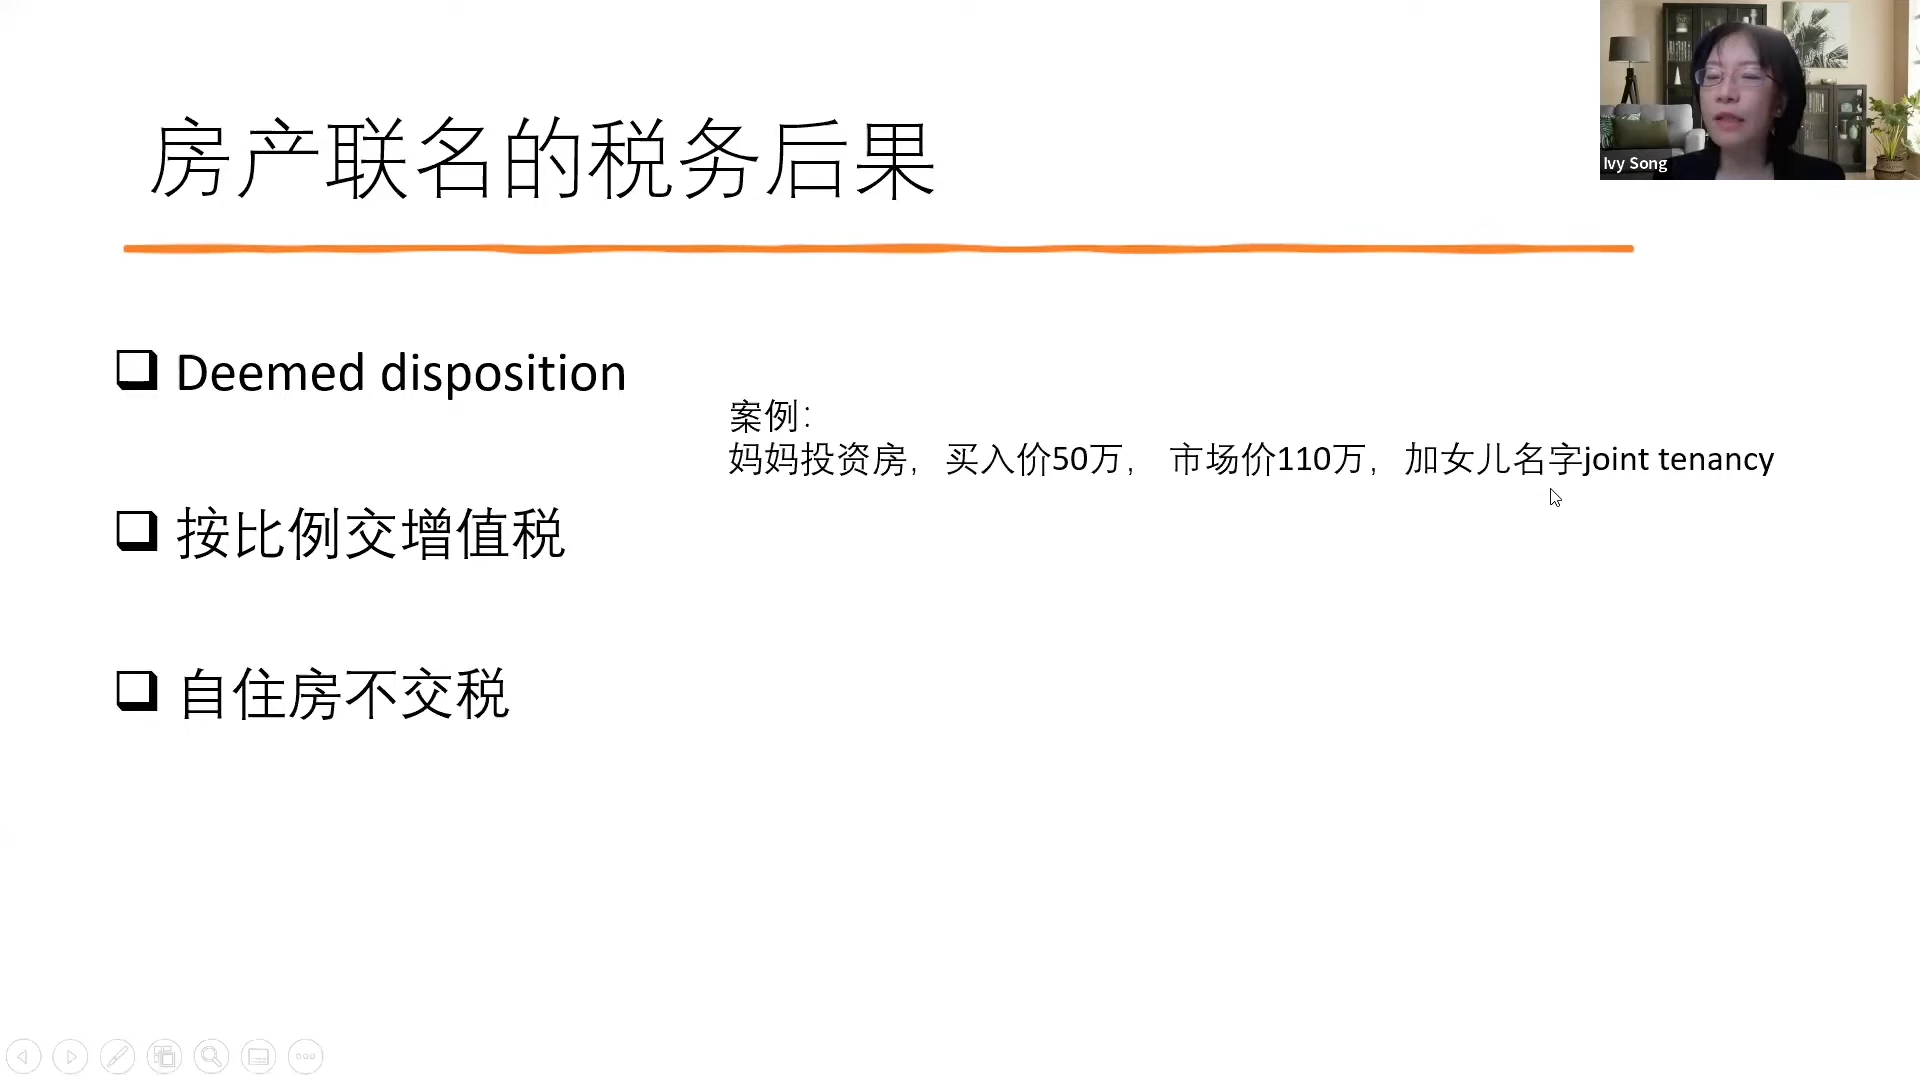 房产联名的税务后果
Ivy Song
Deemed disposition
案例：
妈妈投资房，买入价50万， 市场价110万，加女儿名字joint tenancy
按比例交增值税
自住房不交税